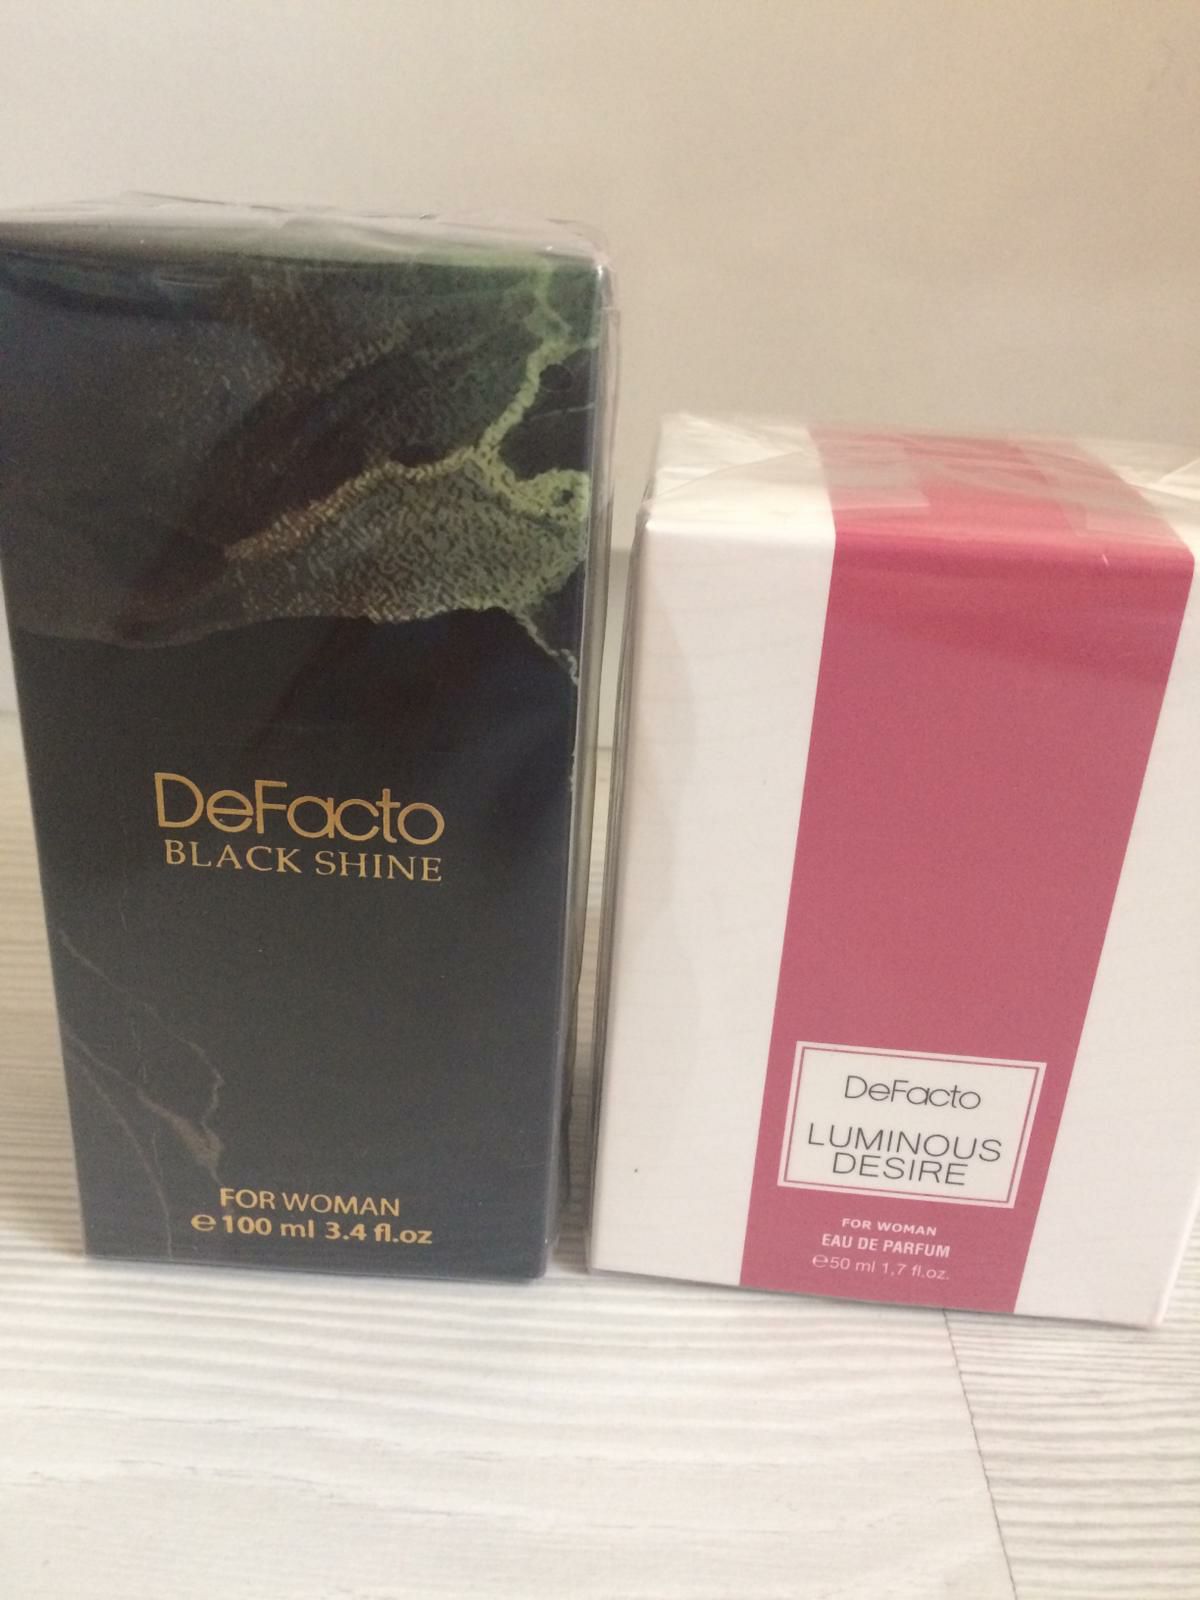 DeFacto
BLACK SHINE
FOR WOMAN
℮100 ml 3.4 fl.oz
DeFacto
LUMINOUS
DESIRE
FOR WOMAN
EAU DE PARFUM
℮50 ml 1,7 fl.oz.